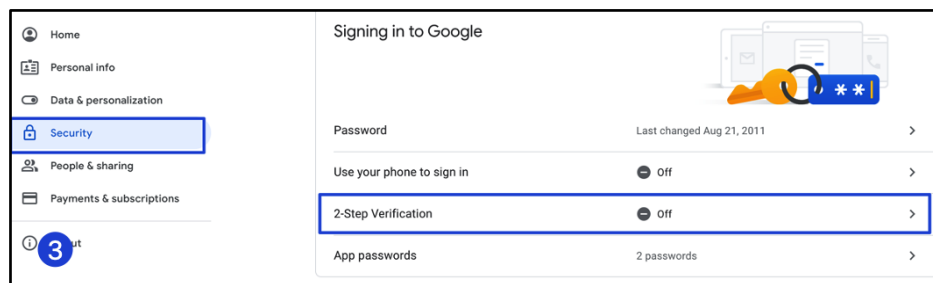 Home
Personal info
Data & personalization
Security
People & sharing
Payments & subscriptions
3
Signing in to Google
**
Password Last changed Aug 21, 2011
Use your phone to sign in Off
2-Step Verification Off
App passwords 2 passwords